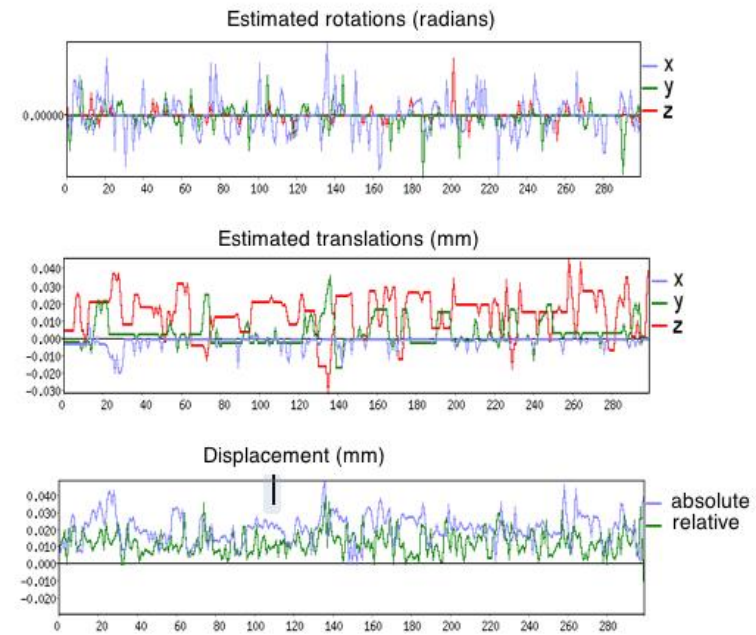 Estimated rotations (radians)
x
y
z
0.00000
0 20 40 60 80 100 120 140 160 180 200 220 240 260 280
Estimated translations (mm)
x
y
z
0.040
0.030
0.020
0.010
0.000
-0.010
-0.020
-0.030
0 20 40 60 80 100 120 140 160 180 200 220 240 260 280
Displacement (mm)
absolute
relative
0.040
0.030
0.020
0.010
0.000
-0.010
-0.020
0 20 40 60 80 100 120 140 160 180 200 220 240 260 280